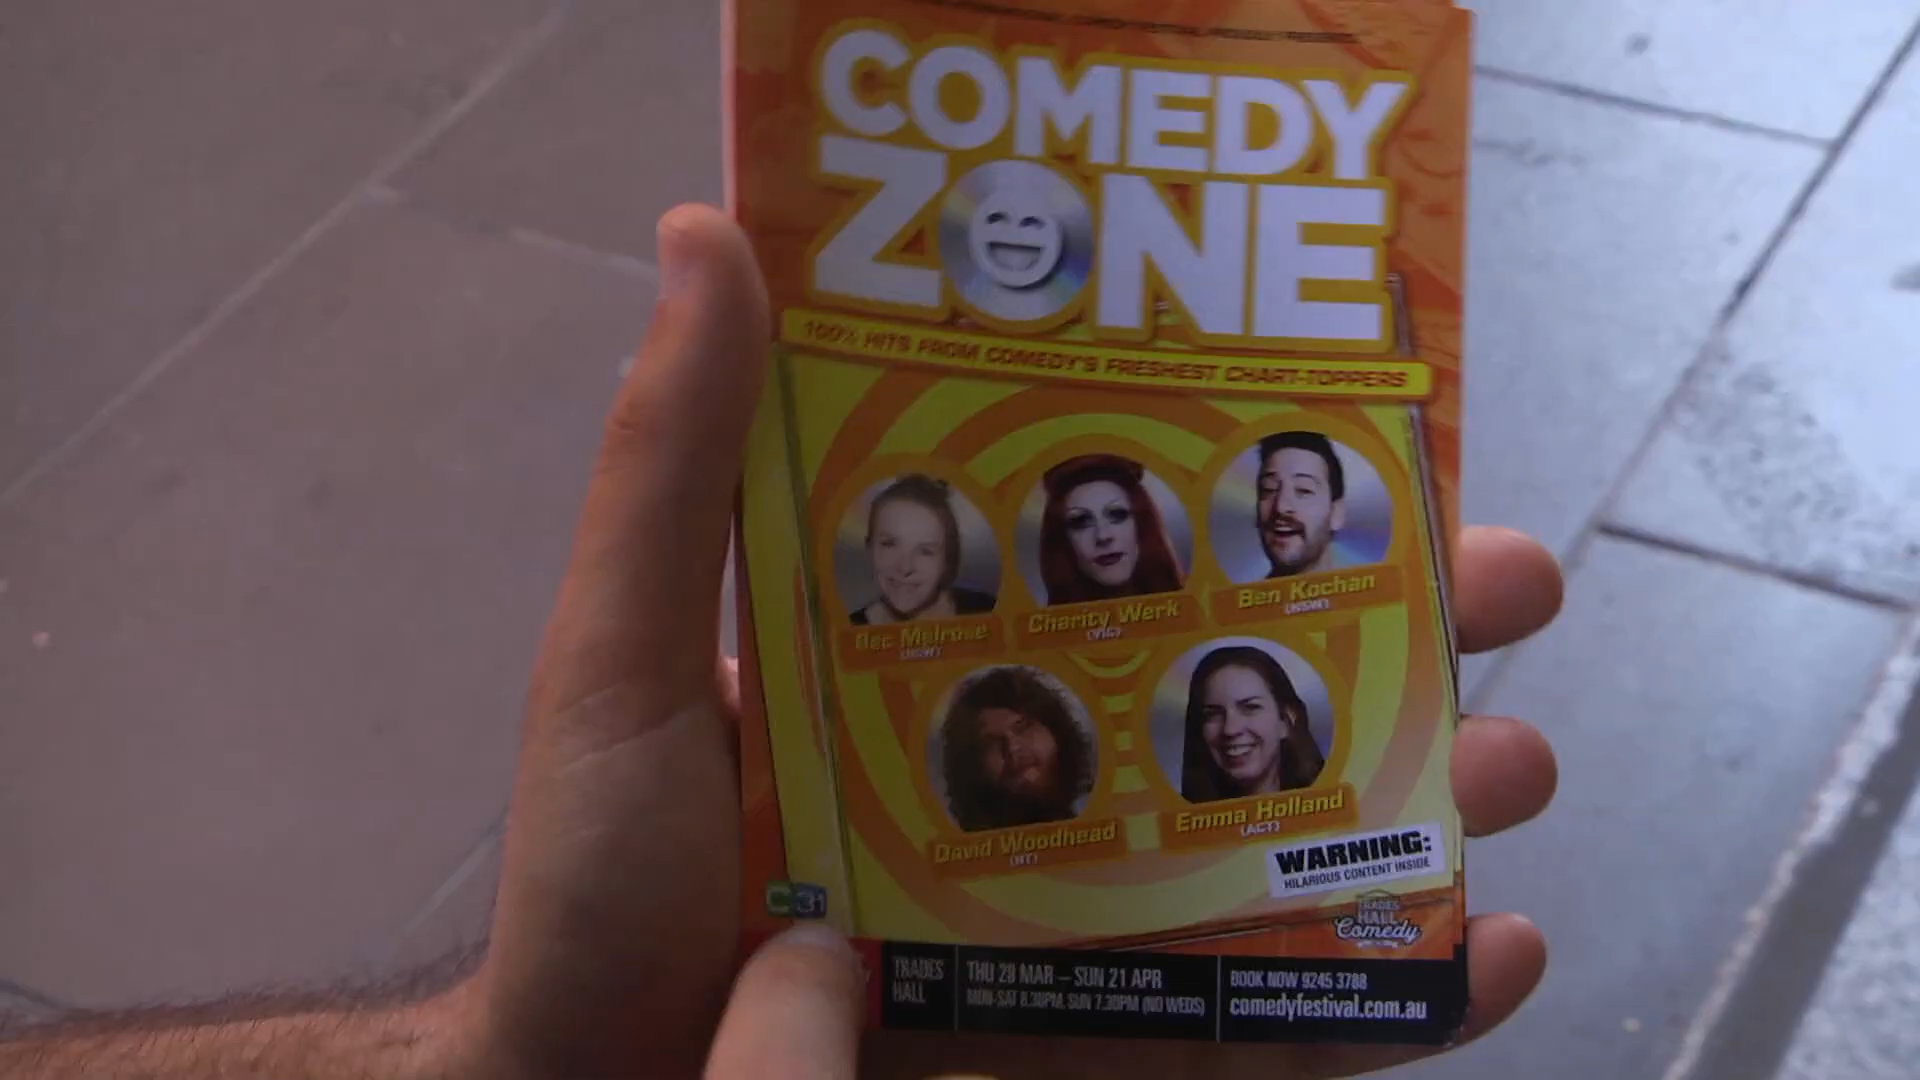 COMEDY
ZONE
100% HITS FROM COMEDY'S FRESHEST CHART-TOPPERS
Bec Melrose
(NSW)
Charity Werk
(VIC)
Ben Kochan
(NSW)
David Woodhead
(NT)
Emma Holland
(ACT)
WARNING:
HILARIOUS CONTENT INSIDE
C31
TRADES
HALL
Comedy
TRADES
HALL
THU 28 MAR – SUN 21 APR
MON-SAT 8.30PM, SUN 7.30PM (NO WEDS)
BOOK NOW 9245 3788
comedyfestival.com.au